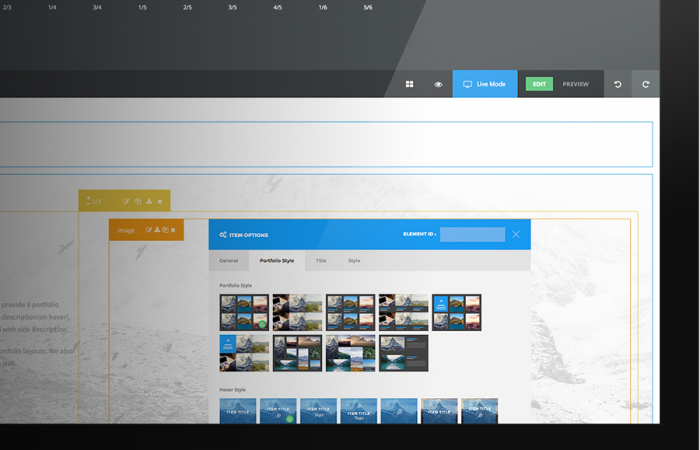 2/3 1/4 3/4 1/5 2/5 3/5 4/5 1/6 5/6
Live Mode EDIT PREVIEW
2/3
Image
ITEM OPTIONS ELEMENT ID :
General Portfolio Style Title Style
Portfolio Style
provide 8 portfolio
description(on hover),
with side description.
portfolio layouts. We also
Hover Style
ITEM TITLE
ITEM TITLE
ITEM TITLE
Tags
ITEM TITLE
Tags
ITEM TITLE
ITEM TITLE